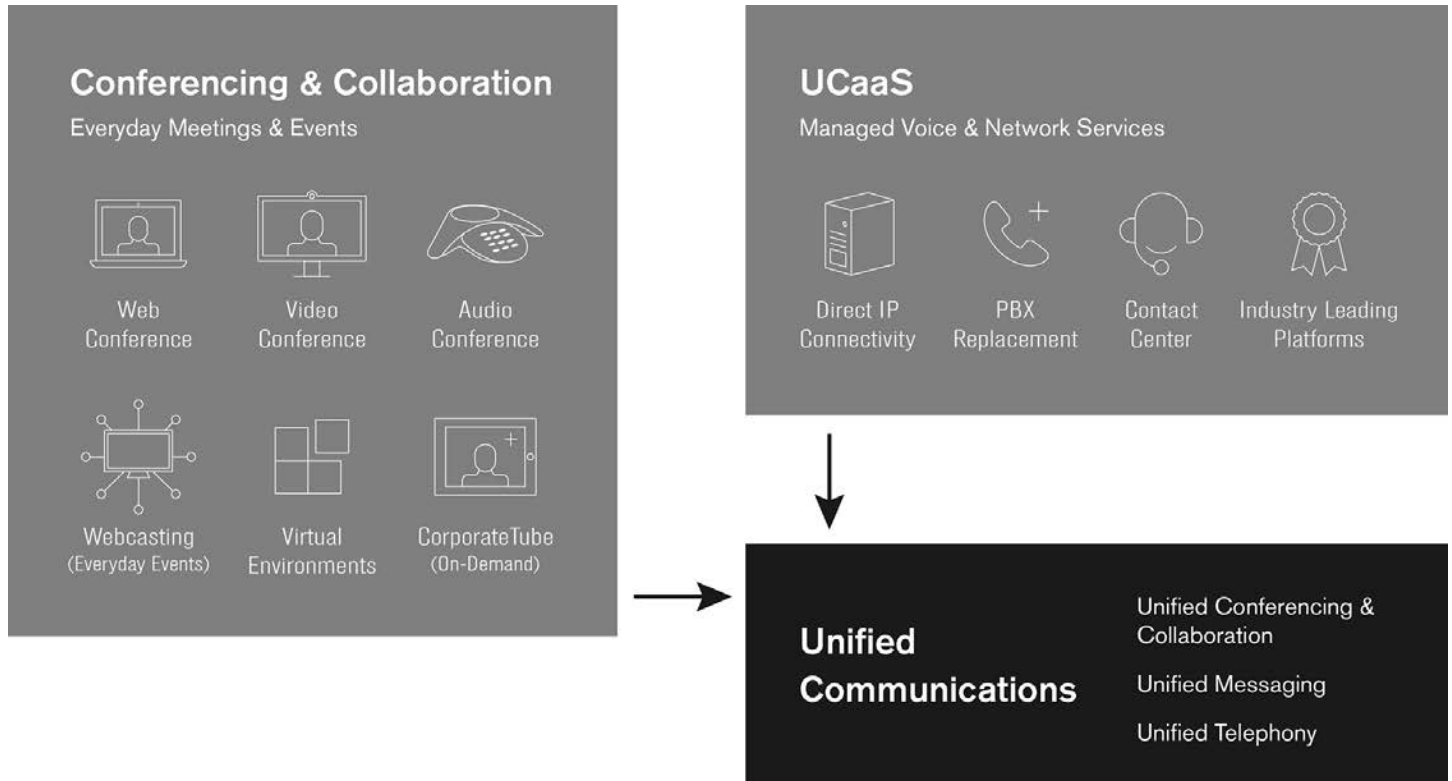 Conferencing & Collaboration
Everyday Meetings & Events
Web
Conference
Video
Conference
Audio
Conference
Webcasting
(Everyday Events)
Virtual
Environments
CorporateTube
(On-Demand)
UCaaS
Managed Voice & Network Services
Direct IP
Connectivity
PBX
Replacement
Contact
Center
Industry Leading
Platforms
Unified
Communications
Unified Conferencing &
Collaboration
Unified Messaging
Unified Telephony